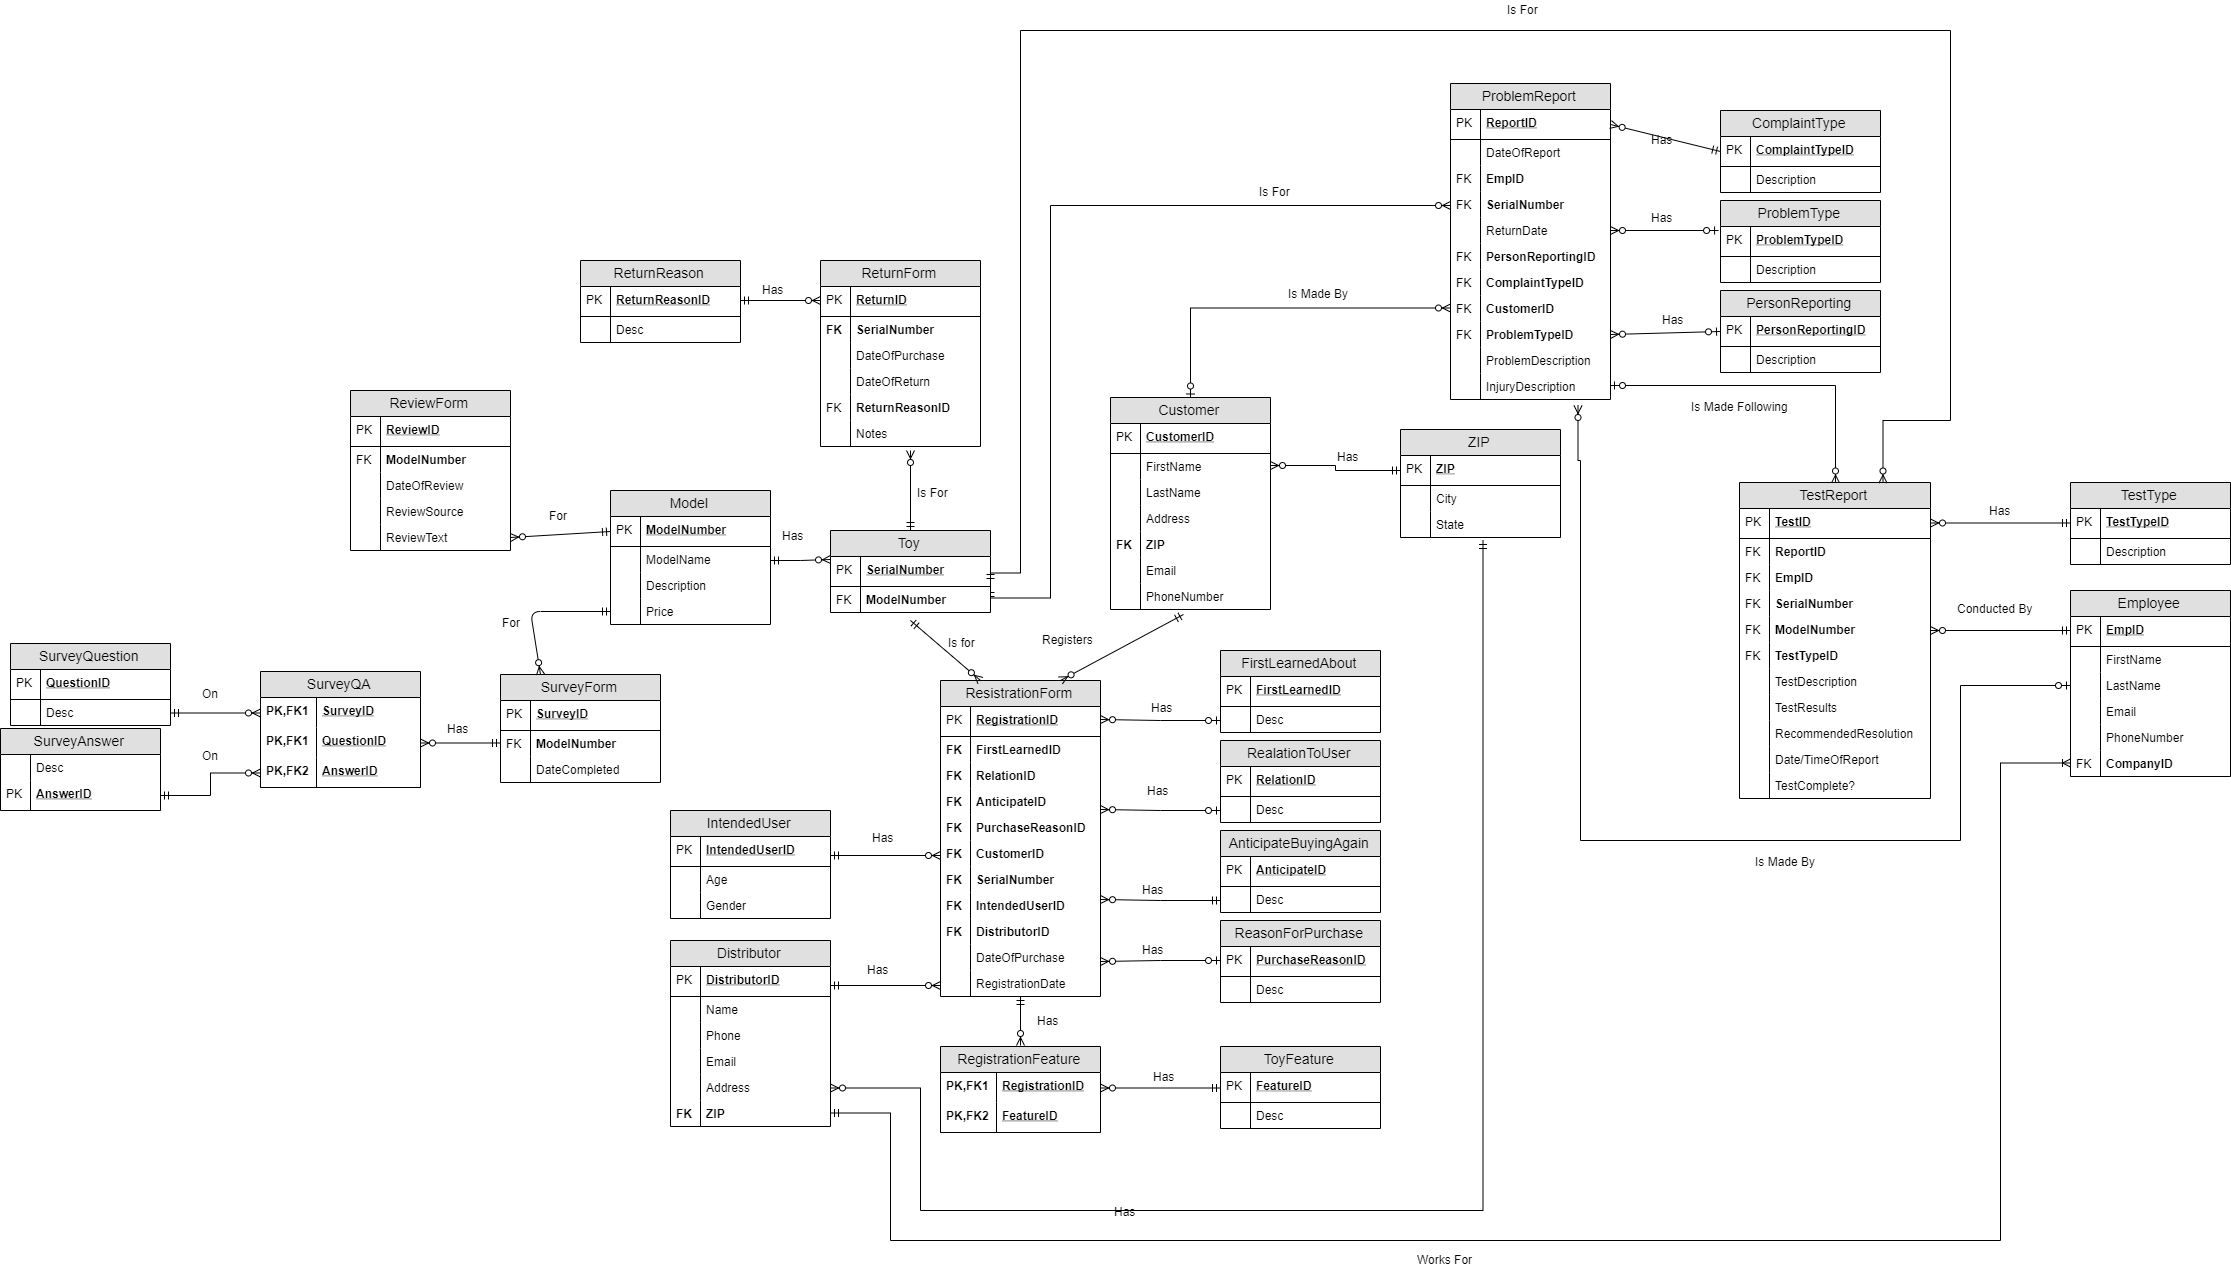 Is For
ProblemReport
PK ReportID
DateOfReport
FK EmpID
FK SerialNumber
ReturnDate
FK PersonReportingID
FK ComplaintTypeID
FK CustomerID
FK ProblemTypeID
ProblemDescription
InjuryDescription
Has
ComplaintType
PK ComplaintTypeID
Description
Has
ProblemType
PK ProblemTypeID
Description
Has
PersonReporting
PK PersonReportingID
Description
Is For
Is Made By
Is Made Following
ReturnReason
PK ReturnReasonID
Desc
Has
ReturnForm
PK ReturnID
FK SerialNumber
DateOfPurchase
DateOfReturn
FK ReturnReasonID
Notes
Is For
ReviewForm
PK ReviewID
FK ModelNumber
DateOfReview
ReviewSource
ReviewText
For
Model
PK ModelNumber
ModelName
Description
Price
Has
Toy
PK SerialNumber
FK ModelNumber
Customer
PK CustomerID
FirstName
LastName
Address
FK ZIP
Email
PhoneNumber
Has
ZIP
PK ZIP
City
State
TestReport
PK TestID
FK ReportID
FK EmpID
FK SerialNumber
FK ModelNumber
FK TestTypeID
TestDescription
TestResults
RecommendedResolution
Date/TimeOfReport
TestComplete?
Has
TestType
PK TestTypeID
Description
Conducted By
Employee
PK EmpID
FirstName
LastName
Email
PhoneNumber
FK CompanyID
Is Made By
For
SurveyQuestion
PK QuestionID
Desc
On
SurveyAnswer
Desc
PK AnswerID
On
SurveyQA
PK,FK1 SurveyID
PK,FK1 QuestionID
PK,FK2 AnswerID
Has
SurveyForm
PK SurveyID
FK ModelNumber
DateCompleted
Is for
Registers
ResistrationForm
PK RegistrationID
FK FirstLearnedID
FK RelationID
FK AnticipateID
FK PurchaseReasonID
FK CustomerID
FK SerialNumber
FK IntendedUserID
FK DistributorID
DateOfPurchase
RegistrationDate
Has
FirstLearnedAbout
PK FirstLearnedID
Desc
Has
RealationToUser
PK RelationID
Desc
Has
AnticipateBuyingAgain
PK AnticipateID
Desc
Has
ReasonForPurchase
PK PurchaseReasonID
Desc
IntendedUser
PK IntendedUserID
Age
Gender
Has
Distributor
PK DistributorID
Name
Phone
Email
Address
FK ZIP
Has
Has
RegistrationFeature
PK,FK1 RegistrationID
PK,FK2 FeatureID
Has
ToyFeature
PK FeatureID
Desc
Has
Works For